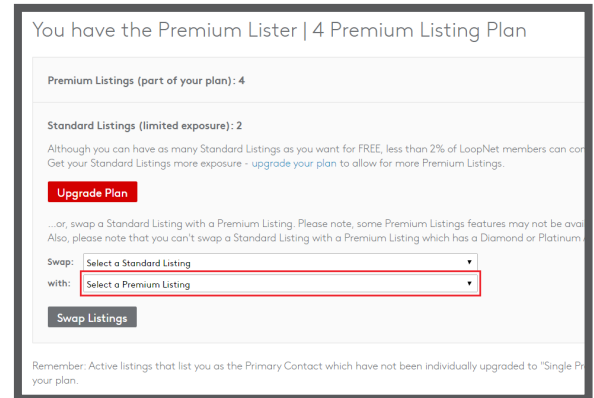 You have the Premium Lister | 4 Premium Listing Plan
Premium Listings (part of your plan): 4
Standard Listings (limited exposure): 2
Although you can have as many Standard Listings as you want for FREE, less than 2% of LoopNet members can
Get your Standard Listings more exposure - upgrade your plan to allow for more Premium Listings.
Upgrade Plan
...or, swap a Standard Listing with a Premium Listing. Please note, some Premium Listings features may not be
Also, please note that you can't swap a Standard Listing with a Premium Listing which has a Diamond or Platinum
Swap: Select a Standard Listing
with: Select a Premium Listing
Swap Listings
Remember: Active listings that list you as the Primary Contact which have not been individually upgraded to "Single
your plan.